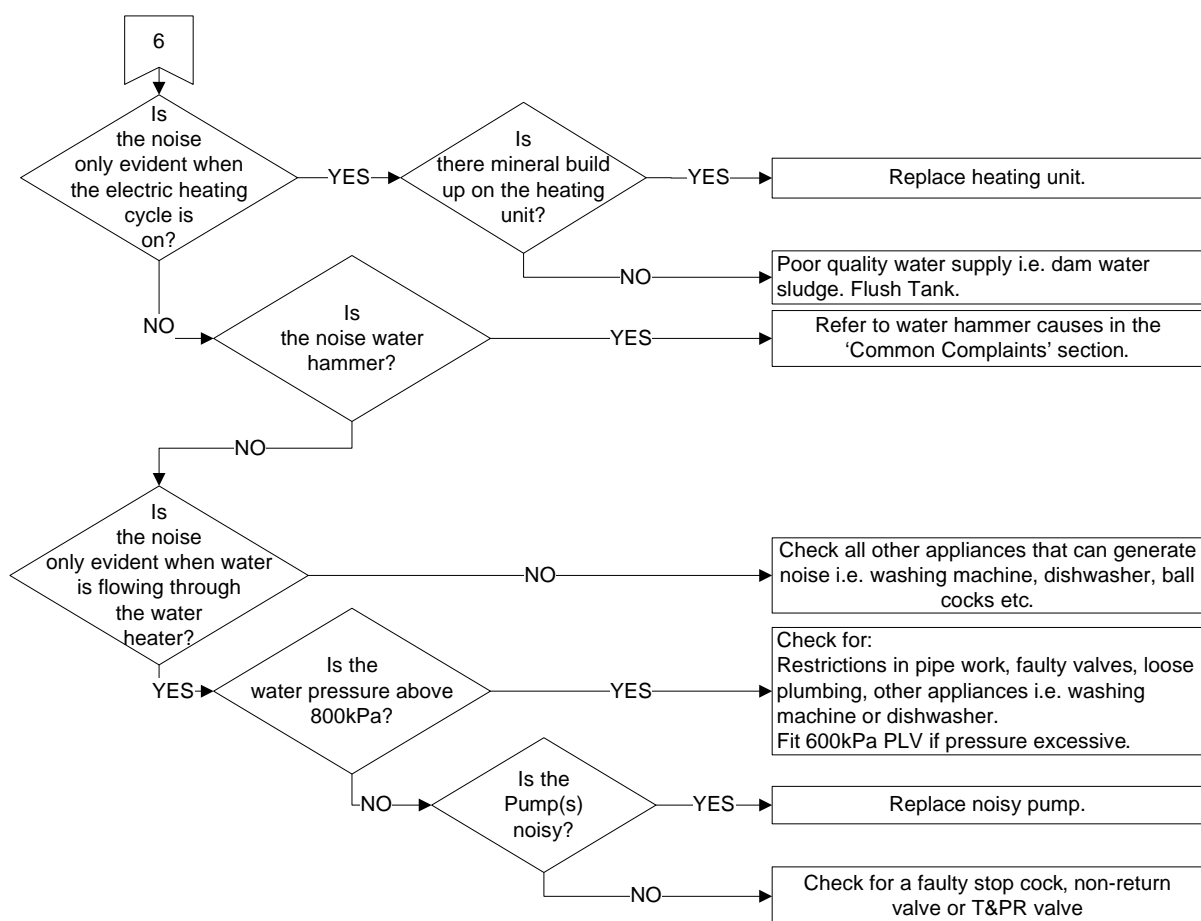 6
Is
the noise
only evident when
the electric heating
cycle is
on?
YES
Is
there mineral build
up on the heating
unit?
YES
Replace heating unit.
NO
Poor quality water supply i.e. dam water
sludge. Flush Tank.
NO
Is
the noise water
hammer?
YES
Refer to water hammer causes in the
‘Common Complaints’ section.
NO
Is
the noise
only evident when water
is flowing through
the water
heater?
NO
Check all other appliances that can generate
noise i.e. washing machine, dishwasher, ball
cocks etc.
YES
Is the
water pressure above
800kPa?
YES
Check for:
Restrictions in pipe work, faulty valves, loose
plumbing, other appliances i.e. washing
machine or dishwasher.
Fit 600kPa PLV if pressure excessive.
NO
Is the
Pump(s)
noisy?
YES
Replace noisy pump.
NO
Check for a faulty stop cock, non-return
valve or T&PR valve